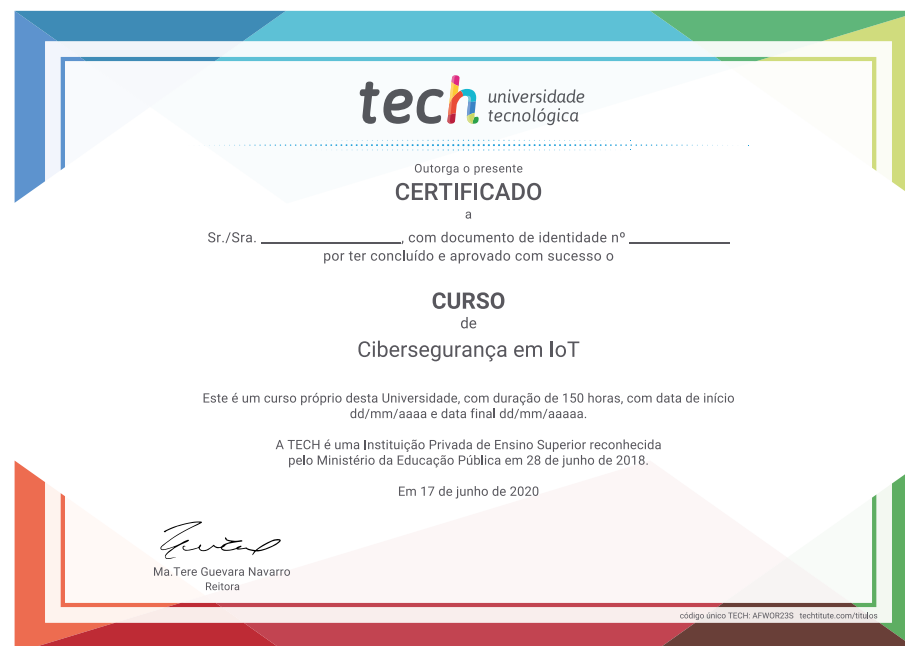 tech universidade
tecnológica
Outorga o presente
CERTIFICADO
a
Sr./Sra. ____________, com documento de identidade nº ____________
por ter concluído e aprovado com sucesso o
CURSO
de
Cibersegurança em IoT
Este é um curso próprio desta Universidade, com duração de 150 horas, com data de início
dd/mm/aaaa e data final dd/mm/aaaaa.
A TECH é uma Instituição Privada de Ensino Superior reconhecida
pelo Ministério da Educação Pública em 28 de junho de 2018.
Em 17 de junho de 2020
Ma.Tere Guevara Navarro
Reitora
código único TECH: AFWOR23S techtitute.com/titulos